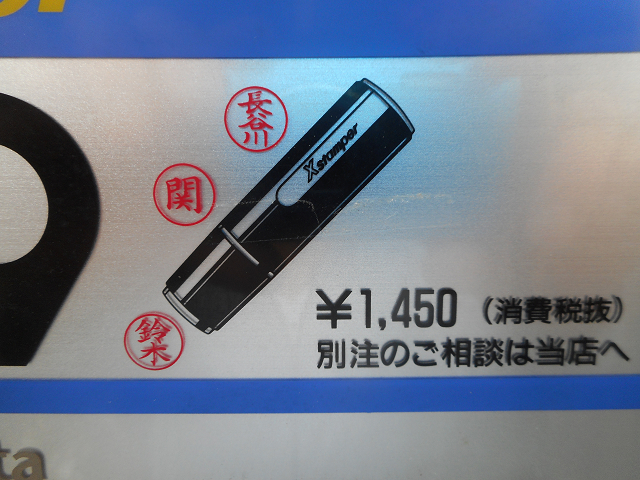 長谷川
Xstamper
関
¥1,450 (消費税抜)
鈴木
別注のご相談は当店へ
ta